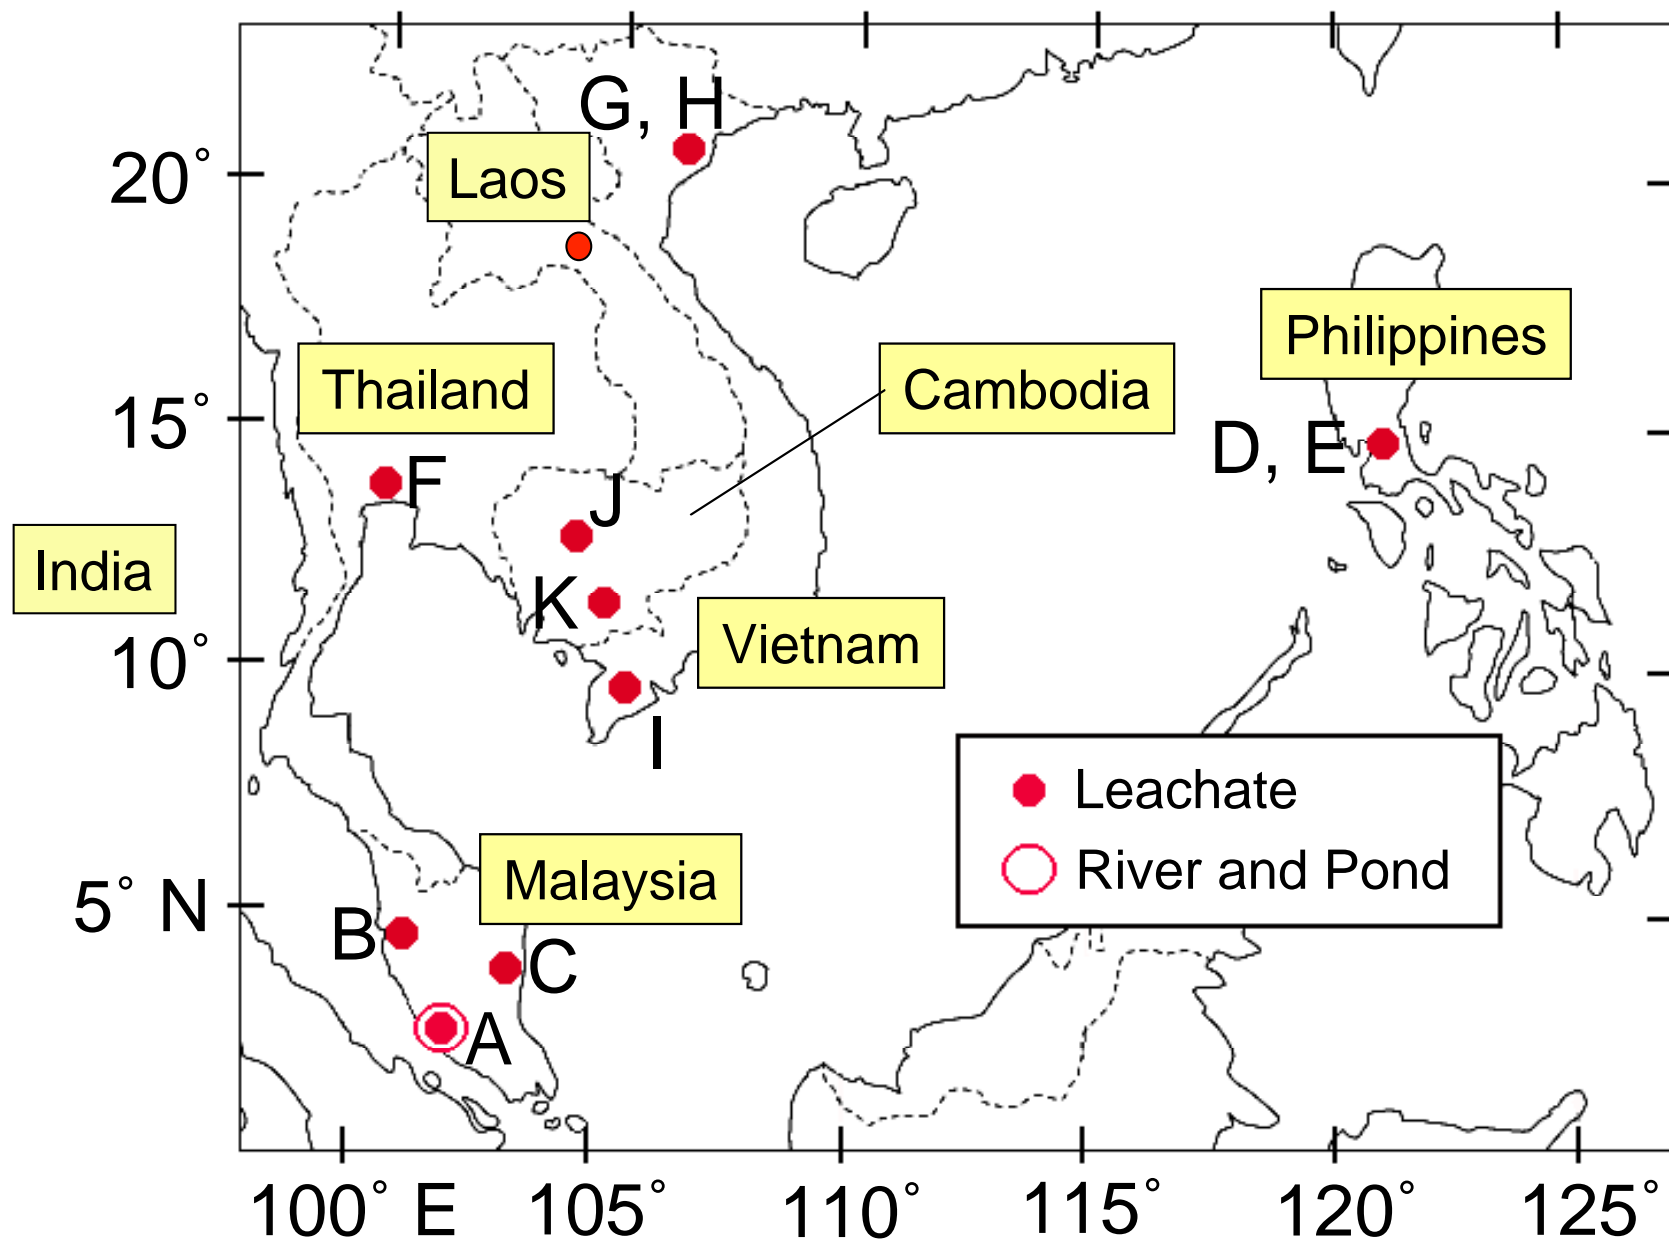 G, H
Laos
20°
Philippines
Thailand
Cambodia
15°
D, E
F
J
India
K
Vietnam
10°
I
Leachate
River and Pond
Malaysia
5° N
B
C
A
100° E 105° 110° 115° 120° 125°